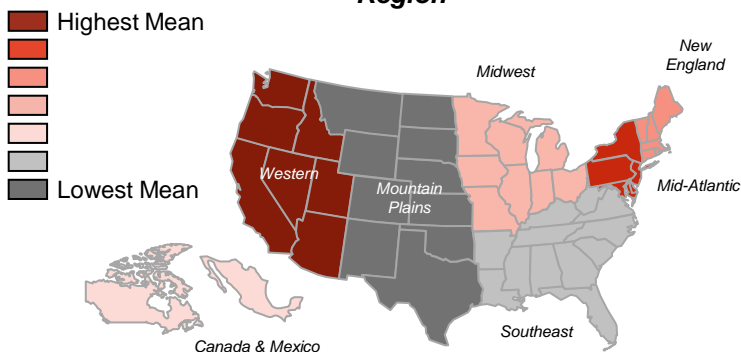 Region
Highest Mean
New
England
Midwest
Western
Mountain
Plains
Lowest Mean
Mid-Atlantic
Southeast
Canada & Mexico